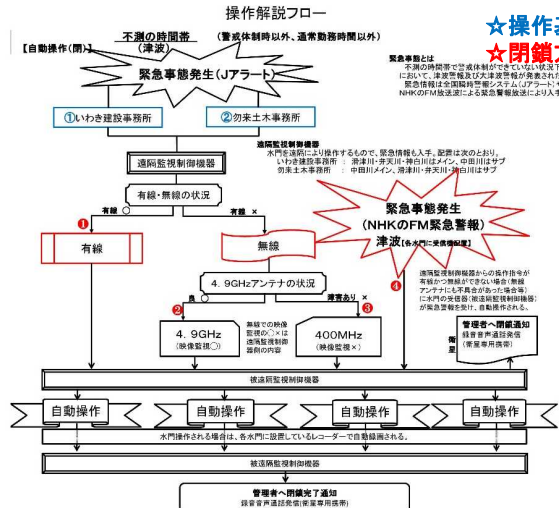 操作解説フロー
☆操作
【自動操作(閉)】
不測の時間帯
(津波)
(警戒体制時以外、通常勤務時間以外)
☆閉鎖
緊急事態発生(Jアラート)
緊急事態とは
不測の時間帯で警戒体制ができていない状況下
において、津波警報及び大津波警報が発表された
緊急情報は全国瞬時警報システム(Jアラート)
NHKのFM放送波による緊急警報放送により入手
①いわき建設事務所
②勿来土木事務所
遠隔監視制御機器
水門を遠隔により操作するもので、緊急情報も入手。配置は次のとおり。
いわき建設事務所 : 滑津川・弁天川・神白川はメイン、中田川はサブ
勿来土木事務所 : 中田川メイン、滑津川・弁天川・神白川はサブ
遠隔監視制御機器
有線・無線の状況
有線 ○
有線 ×
緊急事態発生
(NHKのFM緊急警報)
津波【各水門に受信機配置】
❶
有線
無線
4.9GHzアンテナの状況
良 ○
障害あり ×
❷
❸
❹
遠隔監視制御機器からの操作指令が
有線かつ無線ができない場合(無線
アンテナにも不具合があった場合等)
に水門の受信器(被遠隔監視制御機器)
が緊急警報を受け、自動操作される。
4.9GHz
(映像監視○)
無線での映像
監視の○×は
遠隔監視制御
器側の内容
400MHz
(映像監視×)
衛星
管理者へ閉鎖通知
録音音声通話発信
(衛星専用携帯)
被遠隔監視制御機器
自動操作
自動操作
自動操作
自動操作
水門操作される場合は、各水門に設置しているレコーダーで自動録画される。
被遠隔監視制御機器
管理者へ閉鎖完了通知
録音音声通話発信(衛星専用携帯)